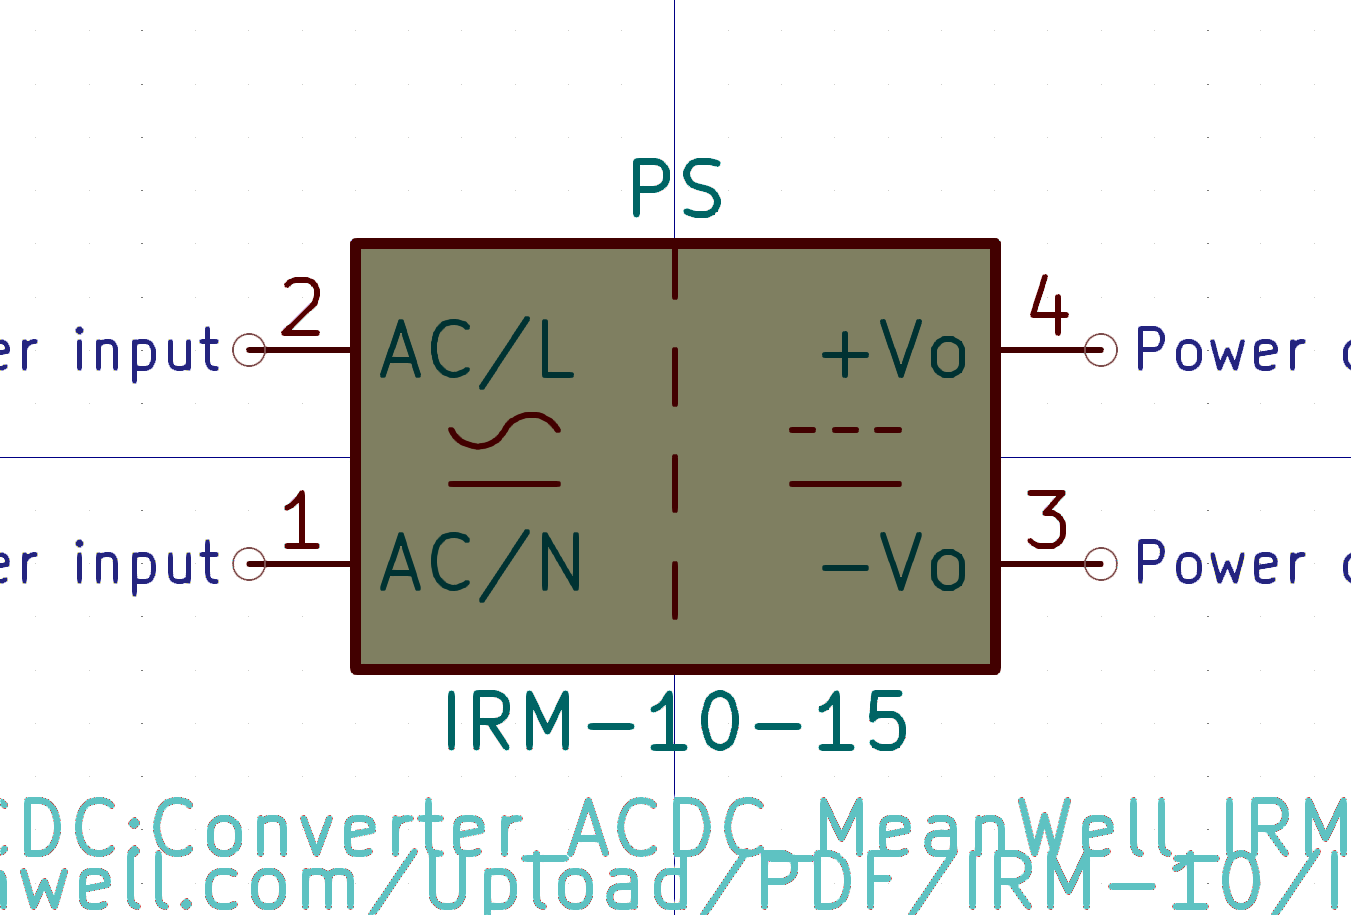 PS
2
4
er input AC/L +Vo Power
1
3
er input AC/N -Vo Power
IRM-10-15
CDC:Converter_ACDC_MeanWell_IRM
well.com/Upload/PDF/IRM-10/I